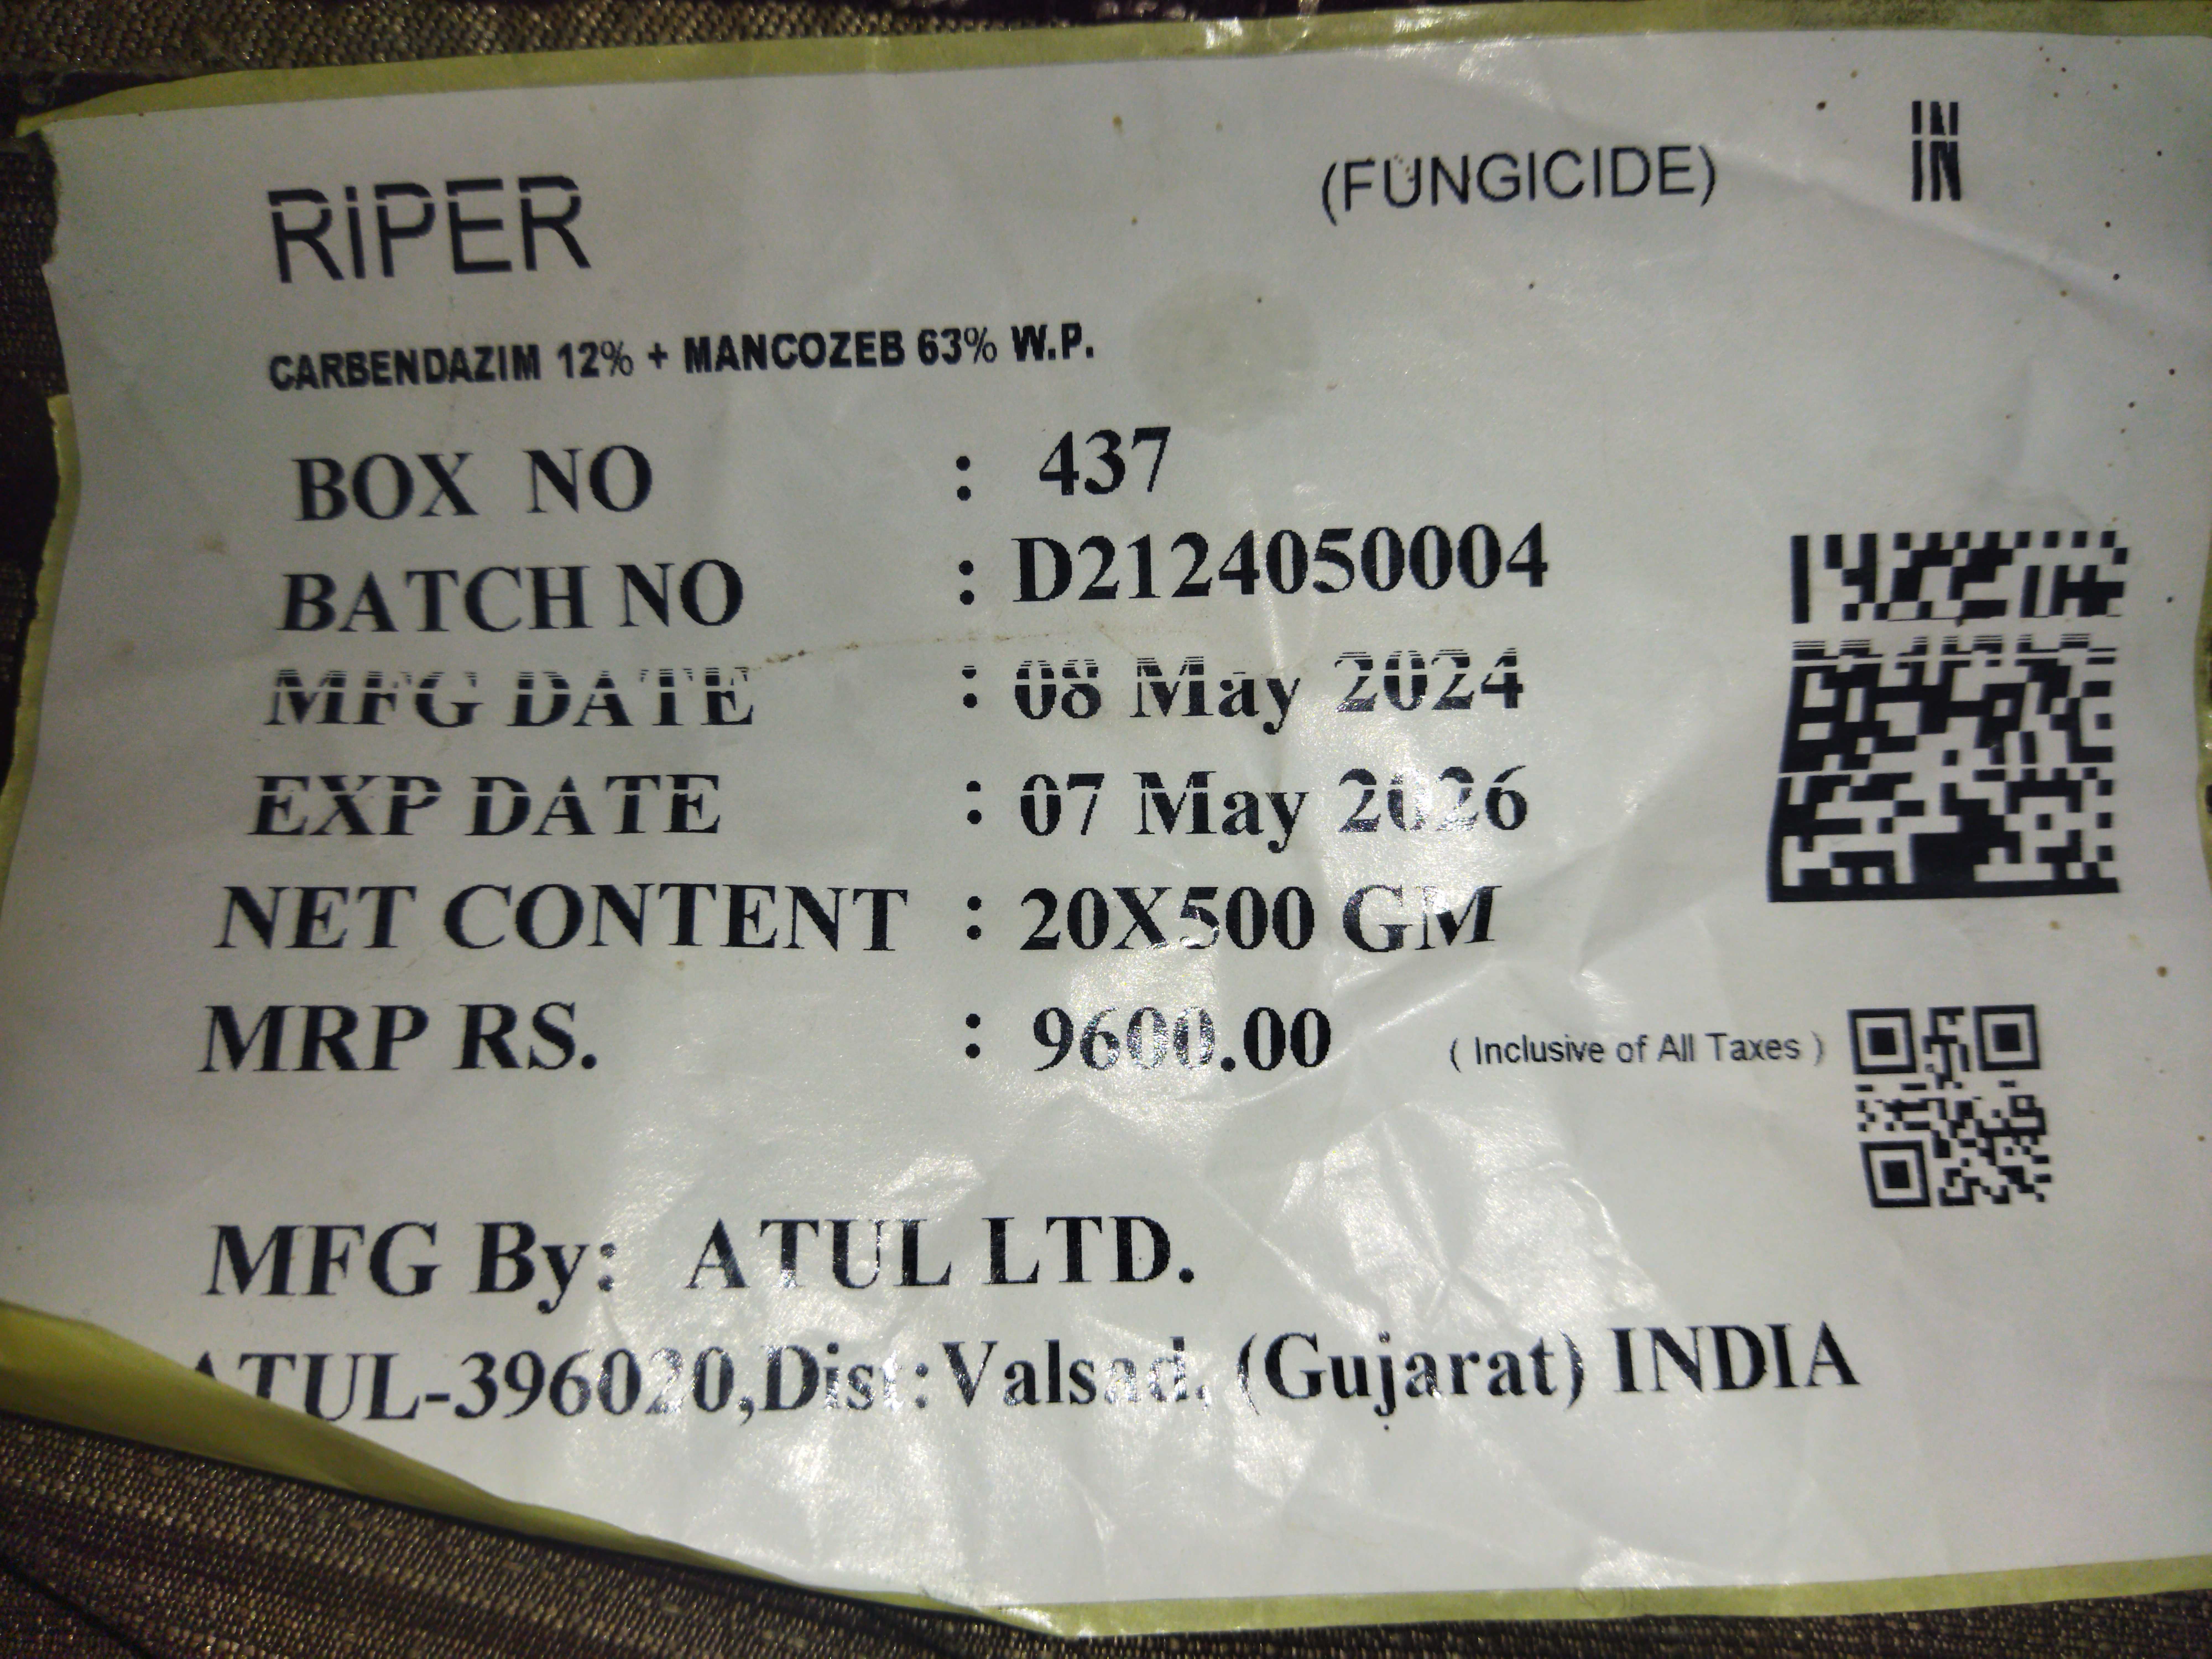 RiPER (FUNGICIDE) IN
CARBENDAZIM 12% + MANCOZEB 63% W.P.
BOX NO : 437
BATCH NO : D2124050004
MFG DATE : 08 May 2024
EXP DATE : 07 May 2026
NET CONTENT : 20X500 GM
MRP RS. : 9600.00 ( Inclusive of All Taxes )
MFG By: ATUL LTD.
ATUL-396020,Dist:Valsad. (Gujarat) INDIA